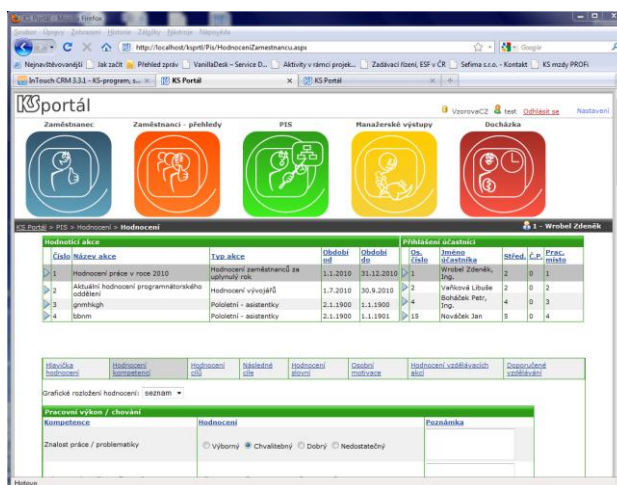 KS Portál - Mozilla Firefox
Soubor Úpravy Zobrazení Historie Záložky Nástroje Nápověda
http://localhost/ksprtl/Pis/HodnoceniZamestnancu.aspx
Google
Nejnavštěvovanější Jak začít Přehled zpráv VanillaDesk – Service D... Aktivity v rámci projek... Zadávací řízení, ESF v ČR Sefima s.r.o. - Kontakt KS mzdy PROFi
InTouch CRM 3.3.1 - KS-program, s... KS Portál KS Portál
KSportál
VzorovaCZ test Odhlásit se Nastavení
Zaměstnanec Zaměstnanci - přehledy PIS Manažerské výstupy Docházka
KS Portál > PIS > Hodnocení > Hodnocení 1 - Wrobel Zdeněk
Hodnotící akce Přihlášení účastníci
Číslo Název akce Typ akce Období od Období do Os. číslo Jméno účastníka Střed. Č.P. Prac. místo
1 Hodnocení práce v roce 2010 Hodnocení zaměstnanců za uplynulý rok 1.1.2010 31.12.2010 1 Wrobel Zdeněk, Ing. 2 0 1
2 Aktuální hodnocení programnátorského oddělení Hodnocení vývojářů 1.7.2010 30.9.2010 2 Vaňková Libuše 2 0 2
3 gnmhkgh Pololetní - asistentky 2.1.1900 1.1.1900 4 Boháček Petr, Ing. 4 0 3
4 bbnm Pololetní - asistentky 2.1.1900 1.1.1901 15 Nováček Jan 5 0 4
Hlavička hodnocení Hodnocení kompetencí Hodnocení cílů Následné cíle Hodnocení slovní Osobní motivace Hodnocení vzdělávacích akcí Doporučené vzdělávání
Grafické rozložení hodnocení: seznam
Pracovní výkon / chování
Kompetence Hodnocení Poznámka
Znalost práce / problematiky Výborný Chvalitebný Dobrý Nedostatečný
Hotovo